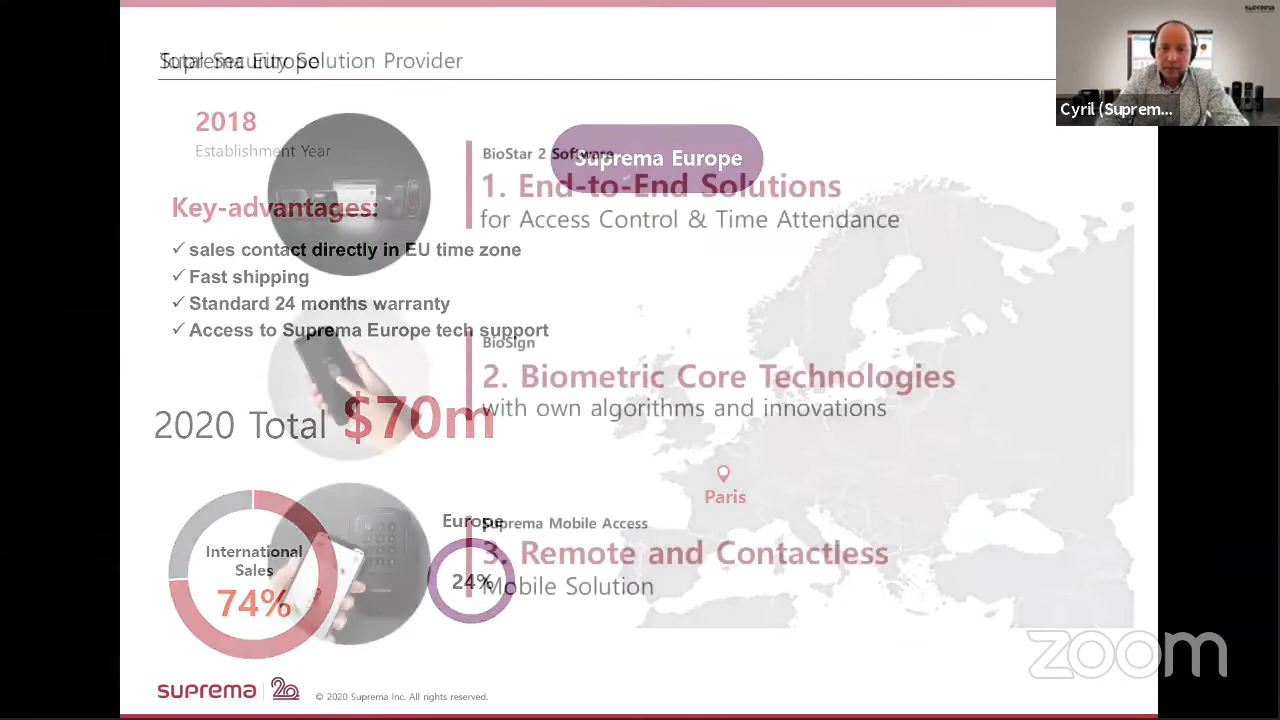 Suprema Europe
Total Security Solution Provider
suprema
Cyril (Suprem...
2018
Establishment Year
Key-advantages:
✓ sales contact directly in EU time zone
✓ Fast shipping
✓ Standard 24 months warranty
✓ Access to Suprema Europe tech support
2020 Total $70m
International
Sales
74%
Europe
24%
Suprema Europe
BioStar 2 Software
1. End-to-End Solutions
for Access Control & Time Attendance
BioSign
2. Biometric Core Technologies
with own algorithms and innovations
Paris
Suprema Mobile Access
3. Remote and Contactless
Mobile Solution
zoom
suprema 20
© 2020 Suprema Inc. All rights reserved.